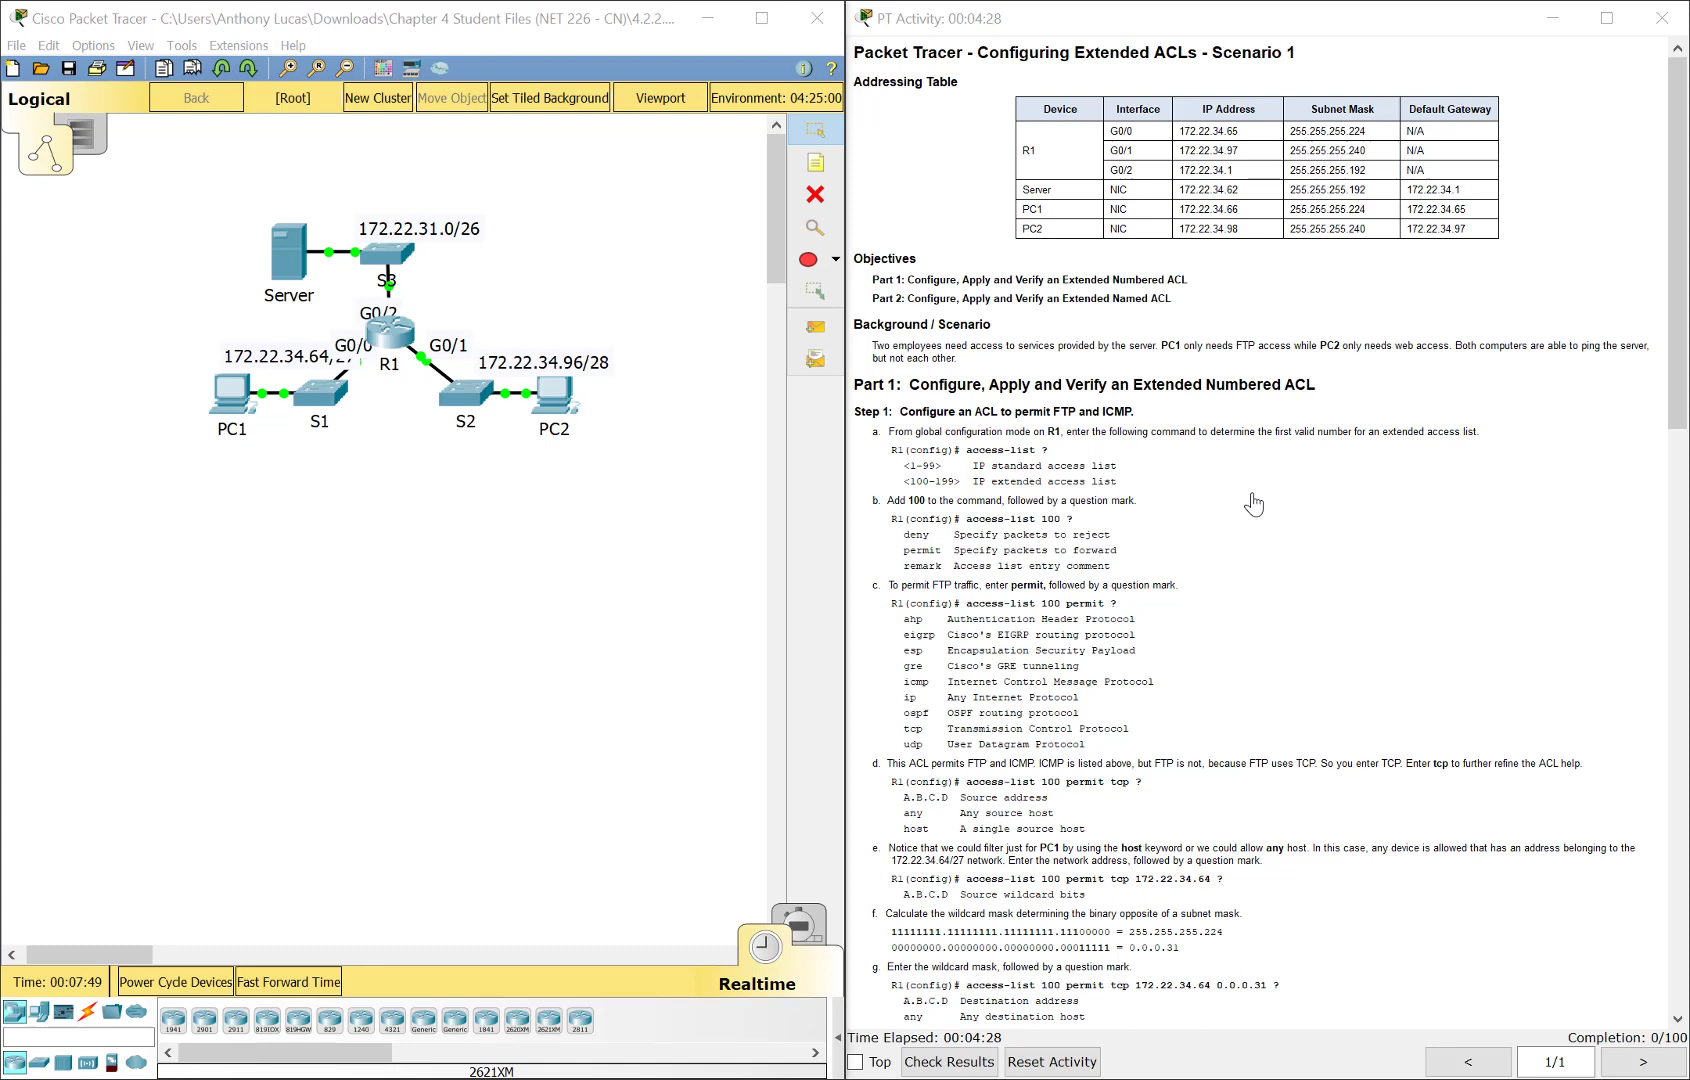 Cisco Packet Tracer - C:\Users\Anthony Lucas\Downloads\Chapter 4 Student Files (NET 226 - CN)\4.2.2....
File Edit Options View Tools Extensions Help
Logical
Back
[Root]
New Cluster
Move Object
Set Tiled Background
Viewport
Environment: 04:25:00
172.22.31.0/26
S3
Server
G0/2
G0/0
G0/1
R1
172.22.34.64/27
172.22.34.96/28
PC1
S1
S2
PC2
Time: 00:07:49
Power Cycle Devices
Fast Forward Time
Realtime
1941 2901 2911 819IOX 819HGW 829 1240 4321 Generic Generic 1841 2620XM 2621XM 2811
2621XM
PT Activity: 00:04:28
Packet Tracer - Configuring Extended ACLs - Scenario 1
Addressing Table
Device Interface IP Address Subnet Mask Default Gateway
R1
G0/0 172.22.34.65 255.255.255.224 N/A
G0/1 172.22.34.97 255.255.255.240 N/A
G0/2 172.22.34.1 255.255.255.192 N/A
Server NIC 172.22.34.62 255.255.255.192 172.22.34.1
PC1 NIC 172.22.34.66 255.255.255.224 172.22.34.65
PC2 NIC 172.22.34.98 255.255.255.240 172.22.34.97
Objectives
Part 1: Configure, Apply and Verify an Extended Numbered ACL
Part 2: Configure, Apply and Verify an Extended Named ACL
Background / Scenario
Two employees need access to services provided by the server. PC1 only needs FTP access while PC2 only needs web access. Both computers are able to ping the server,
but not each other.
Part 1: Configure, Apply and Verify an Extended Numbered ACL
Step 1: Configure an ACL to permit FTP and ICMP.
a. From global configuration mode on R1, enter the following command to determine the first valid number for an extended access list.
R1(config)# access-list ?
<1-99> IP standard access list
<100-199> IP extended access list
b. Add 100 to the command, followed by a question mark.
R1(config)# access-list 100 ?
deny Specify packets to reject
permit Specify packets to forward
remark Access list entry comment
c. To permit FTP traffic, enter permit, followed by a question mark.
R1(config)# access-list 100 permit ?
ahp Authentication Header Protocol
eigrp Cisco's EIGRP routing protocol
esp Encapsulation Security Payload
gre Cisco's GRE tunneling
icmp Internet Control Message Protocol
ip Any Internet Protocol
ospf OSPF routing protocol
tcp Transmission Control Protocol
udp User Datagram Protocol
d. This ACL permits FTP and ICMP. ICMP is listed above, but FTP is not, because FTP uses TCP. So you enter TCP. Enter tcp to further refine the ACL help.
R1(config)# access-list 100 permit tcp ?
A.B.C.D Source address
any Any source host
host A single source host
e. Notice that we could filter just for PC1 by using the host keyword or we could allow any host. In this case, any device is allowed that has an address belonging to the
172.22.34.64/27 network. Enter the network address, followed by a question mark.
R1(config)# access-list 100 permit tcp 172.22.34.64 ?
A.B.C.D Source wildcard bits
f. Calculate the wildcard mask determining the binary opposite of a subnet mask.
11111111.11111111.11111111.11100000 = 255.255.255.224
00000000.00000000.00000000.00011111 = 0.0.0.31
g. Enter the wildcard mask, followed by a question mark.
R1(config)# access-list 100 permit tcp 172.22.34.64 0.0.0.31 ?
A.B.C.D Destination address
any Any destination host
Time Elapsed: 00:04:28
Completion: 0/100
Top
Check Results
Reset Activity
<
1/1
>